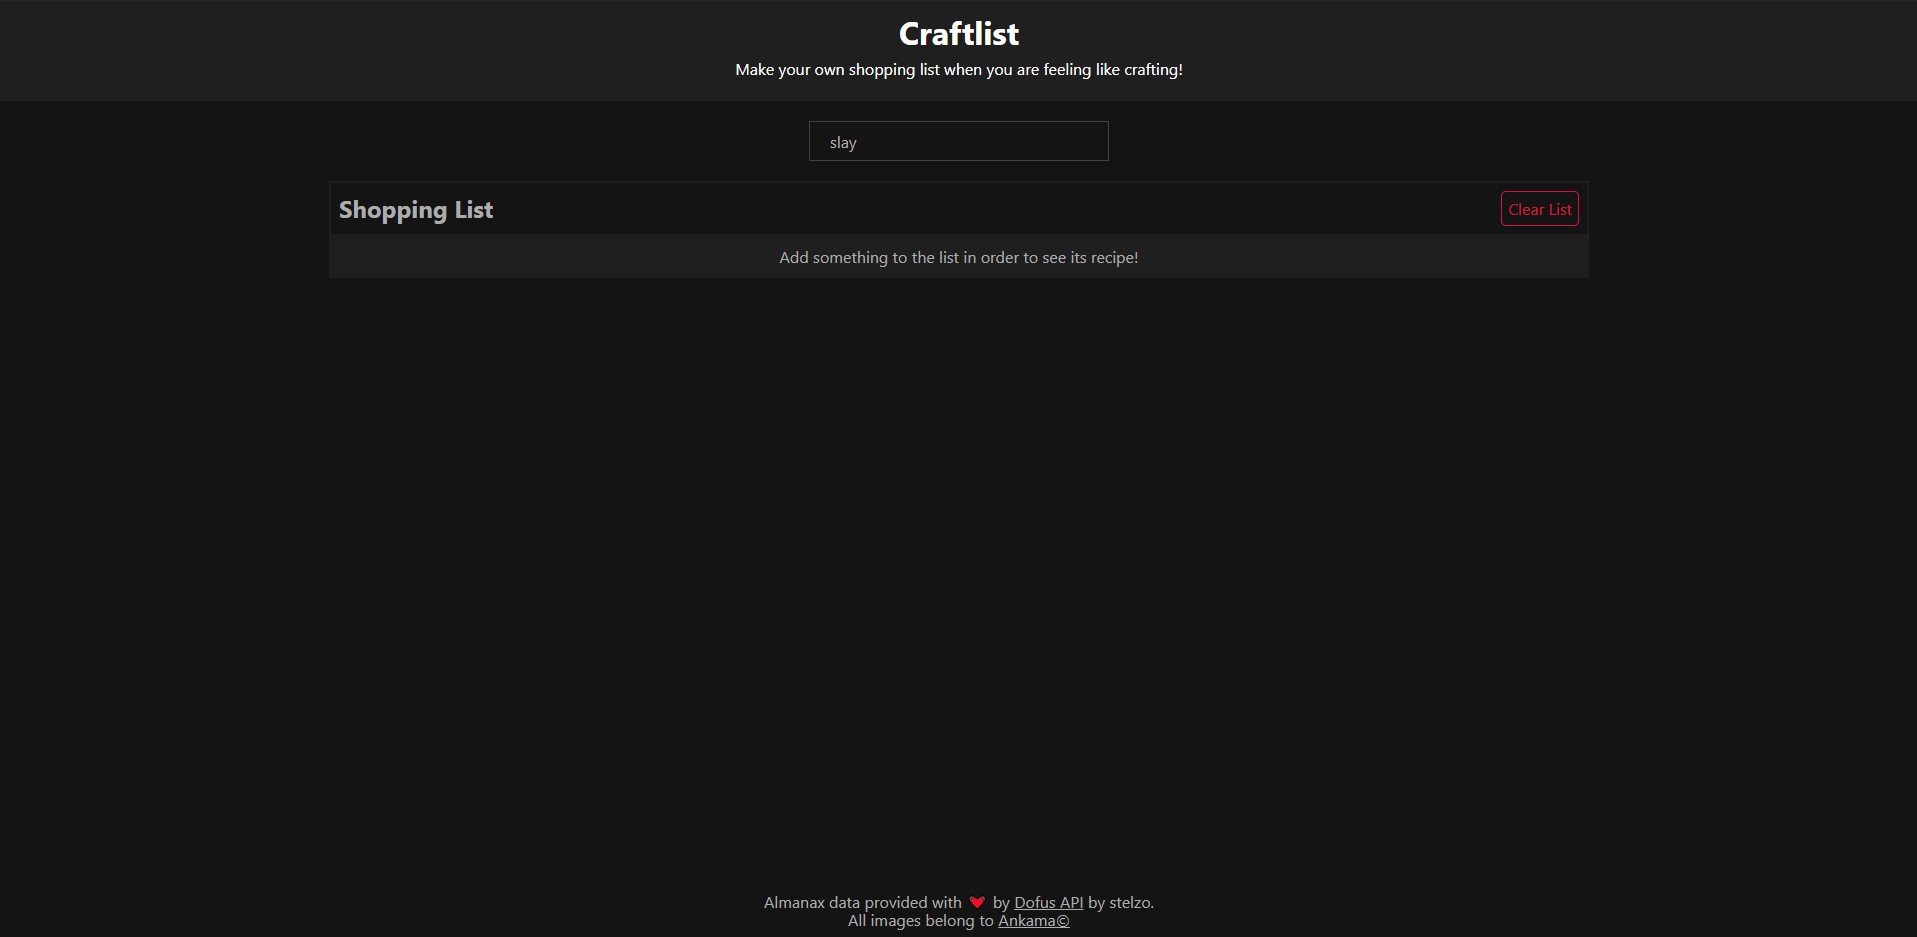 Craftlist
Make your own shopping list when you are feeling like crafting!
slay
Shopping List
Clear List
Add something to the list in order to see its recipe!
Almanax data provided with ❤ by Dofus API by stelzo.
All images belong to Ankama©